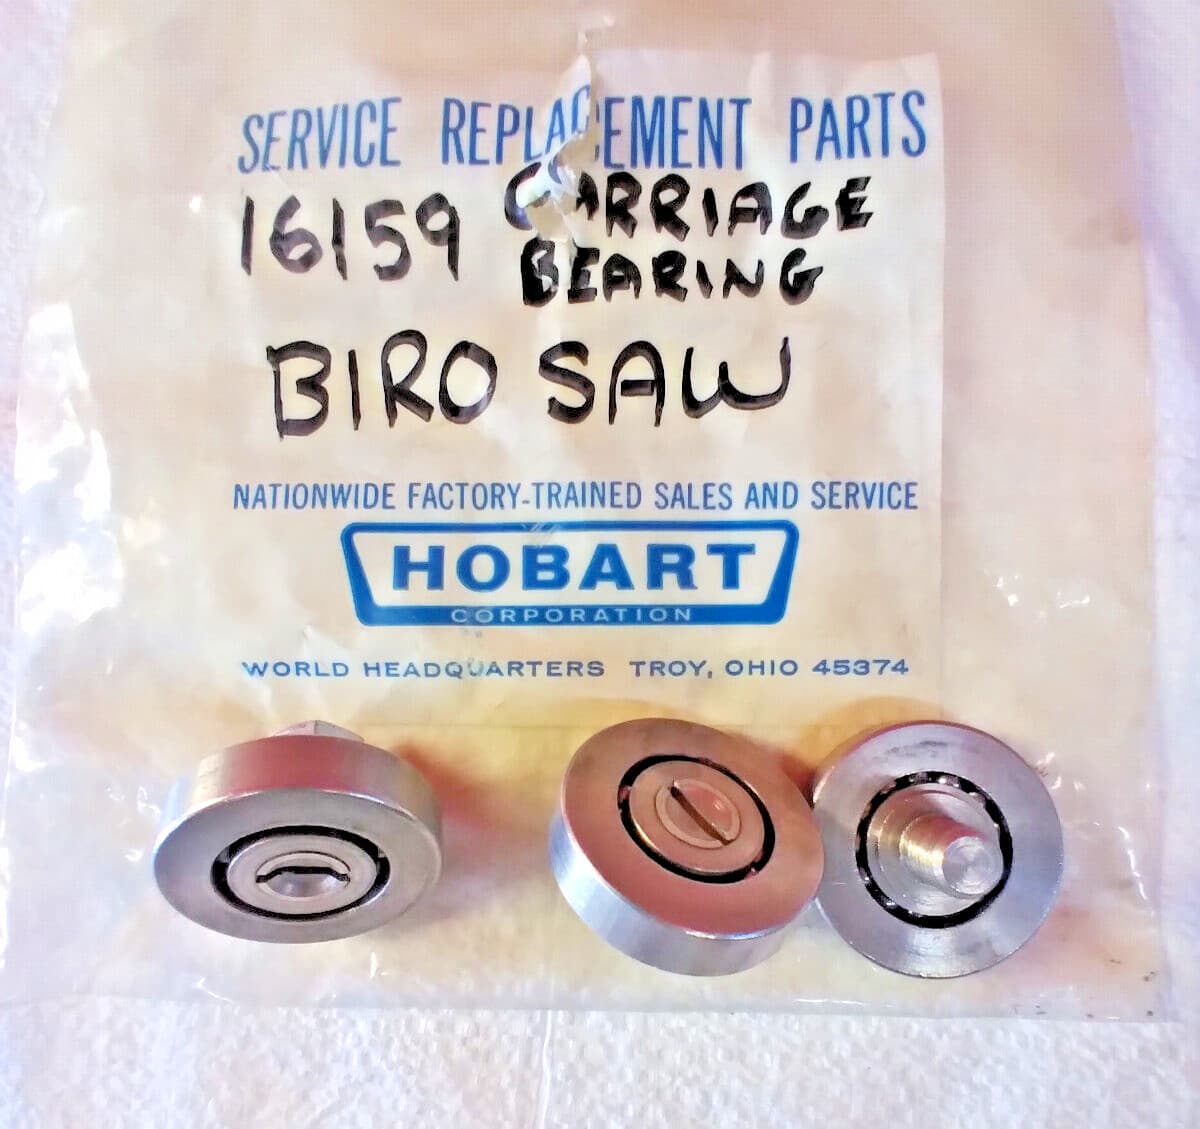 SERVICE REPLACEMENT PARTS
16159 CARRIAGE
BEARING
BIRO SAW
NATIONWIDE FACTORY-TRAINED SALES AND SERVICE
HOBART
CORPORATION
WORLD HEADQUARTERS TROY, OHIO 45374